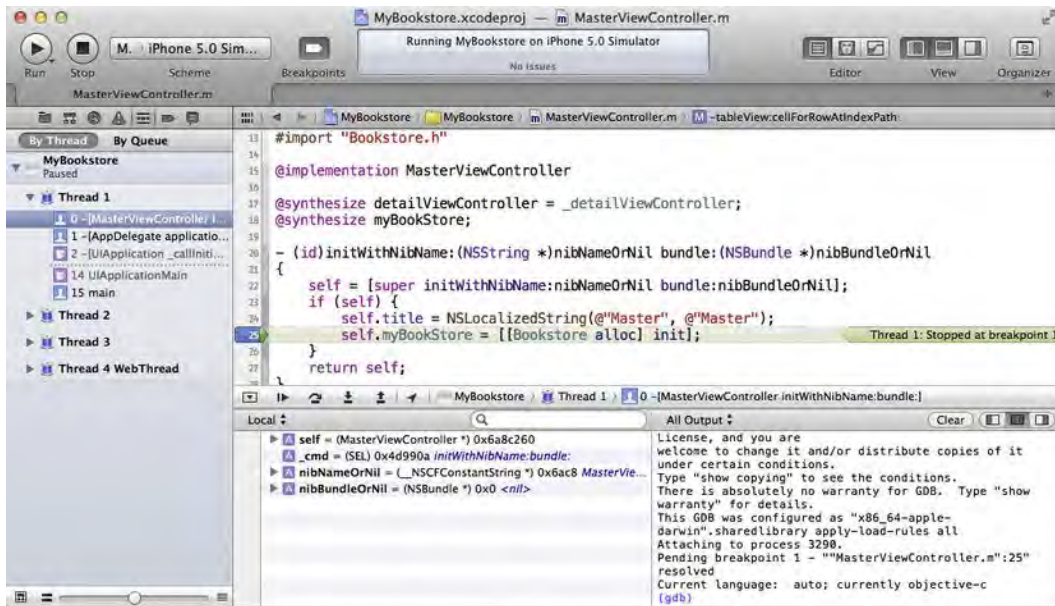 MyBookstore.xcodeproj — m MasterViewController.m
M. iPhone 5.0 Sim...
Running MyBookstore on iPhone 5.0 Simulator
No Issues
Run Stop Scheme Breakpoints Editor View Organizer
MasterViewController.m
MyBookstore MyBookstore m MasterViewController.m M -tableView:cellForRowAtIndexPath:
By Thread By Queue
MyBookstore
Paused
Thread 1
0 -[MasterViewController i...
1 -[AppDelegate applicatio...
2 -[UIApplication _callIniti...
14 UIApplicationMain
15 main
Thread 2
Thread 3
Thread 4 WebThread
13 #import "Bookstore.h"
14
15 @implementation MasterViewController
16
17 @synthesize detailViewController = _detailViewController;
18 @synthesize myBookStore;
19
20 - (id)initWithNibName:(NSString *)nibNameOrNil bundle:(NSBundle *)nibBundleOrNil
21 {
22 self = [super initWithNibName:nibNameOrNil bundle:nibBundleOrNil];
23 if (self) {
24 self.title = NSLocalizedString(@"Master", @"Master");
25 self.myBookStore = [[Bookstore alloc] init]; Thread 1: Stopped at breakpoint 1
26 }
27 return self;
28 }
MyBookstore Thread 1 0 -[MasterViewController initWithNibName:bundle:]
Local
All Output Clear
self = (MasterViewController *) 0x6a8c260
_cmd = (SEL) 0x4d990a initWithNibName:bundle:
nibNameOrNil = (__NSCFConstantString *) 0x6ac8 MasterVie...
nibBundleOrNil = (NSBundle *) 0x0 <nil>
License, and you are
welcome to change it and/or distribute copies of it
under certain conditions.
Type "show copying" to see the conditions.
There is absolutely no warranty for GDB. Type "show
warranty" for details.
This GDB was configured as "x86_64-apple-
darwin".sharedlibrary apply-load-rules all
Attaching to process 3290.
Pending breakpoint 1 - ""MasterViewController.m":25"
resolved
Current language: auto; currently objective-c
(gdb)